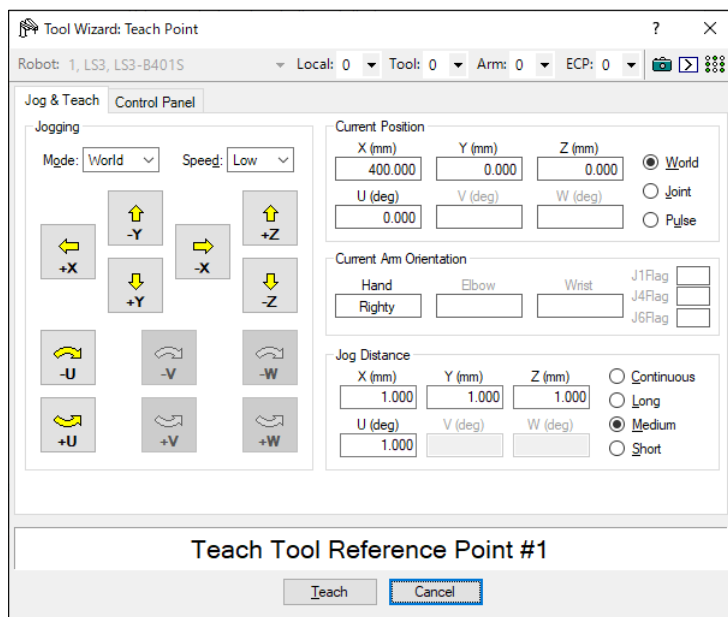 Tool Wizard: Teach Point
Robot: 1, LS3, LS3-B401S Local: 0 Tool: 0 Arm: 0 ECP: 0
Jog & Teach Control Panel
Jogging
Mode: World Speed: Low
-Y +Z
+X -X
+Y -Z
-U -V -W
+U +V +W
Current Position
X (mm) Y (mm) Z (mm)
400.000 0.000 0.000
U (deg) V (deg) W (deg)
0.000
World
Joint
Pulse
Current Arm Orientation
Hand Elbow Wrist
Righty
J1Flag
J4Flag
J6Flag
Jog Distance
X (mm) Y (mm) Z (mm)
1.000 1.000 1.000
U (deg) V (deg) W (deg)
1.000
Continuous
Long
Medium
Short
Teach Tool Reference Point #1
Teach Cancel